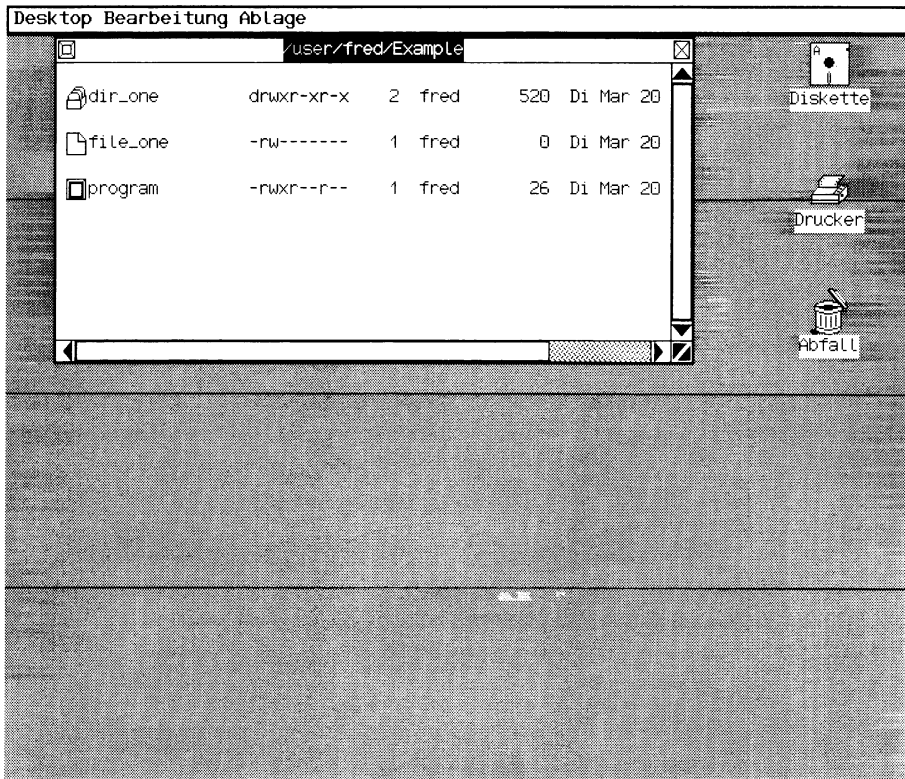 Desktop Bearbeitung Ablage
/user/fred/Example
dir_one drwxr-xr-x 2 fred 520 Di Mar 20
file_one -rw------- 1 fred 0 Di Mar 20
program -rwxr--r-- 1 fred 26 Di Mar 20
A
Diskette
Drucker
Abfall